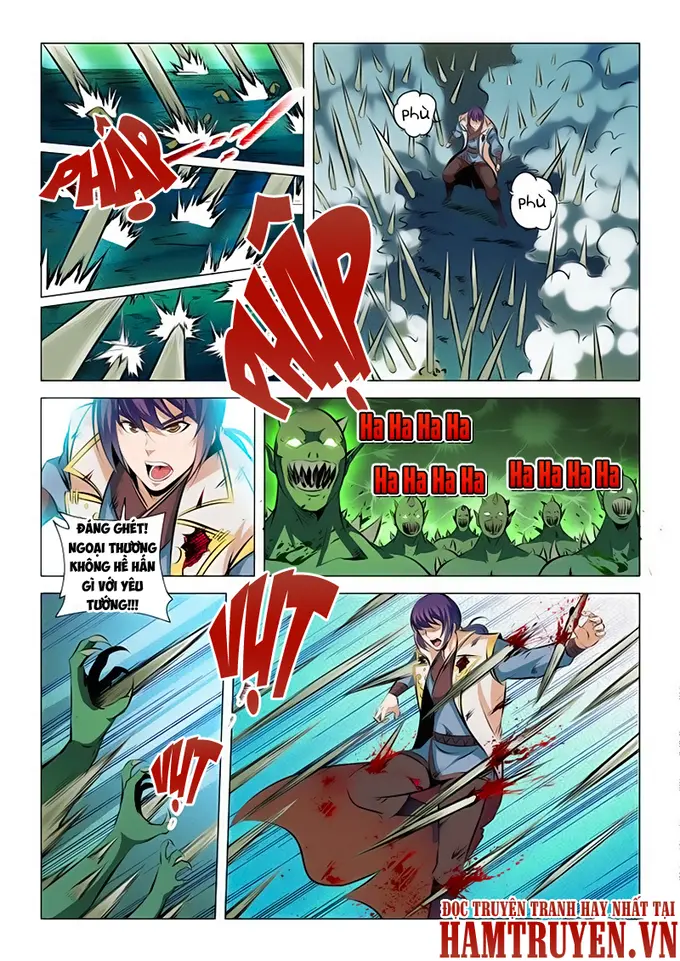 PHẬP
Phù
Phù
PHẬP
ĐÁNG GHÉT!
NGOẠI THƯƠNG
KHÔNG HỀ HẤN
GÌ VỚI YÊU
TƯỚNG!!!
Ha Ha Ha Ha
Ha Ha Ha Ha
Ha Ha Ha Ha
VỤT
VỤT
ĐỌC TRUYỆN TRANH HAY NHẤT TẠI
HAMTRUYEN.VN